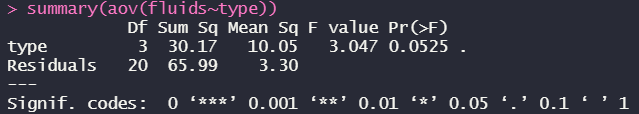 > summary(aov(fluids~type))
            Df Sum Sq Mean Sq F value Pr(>F)
type         3  30.17   10.05   3.047 0.0525 .
Residuals   20  65.99    3.30
---
Signif. codes:  0 ‘***’ 0.001 ‘**’ 0.01 ‘*’ 0.05 ‘.’ 0.1 ‘ ’ 1